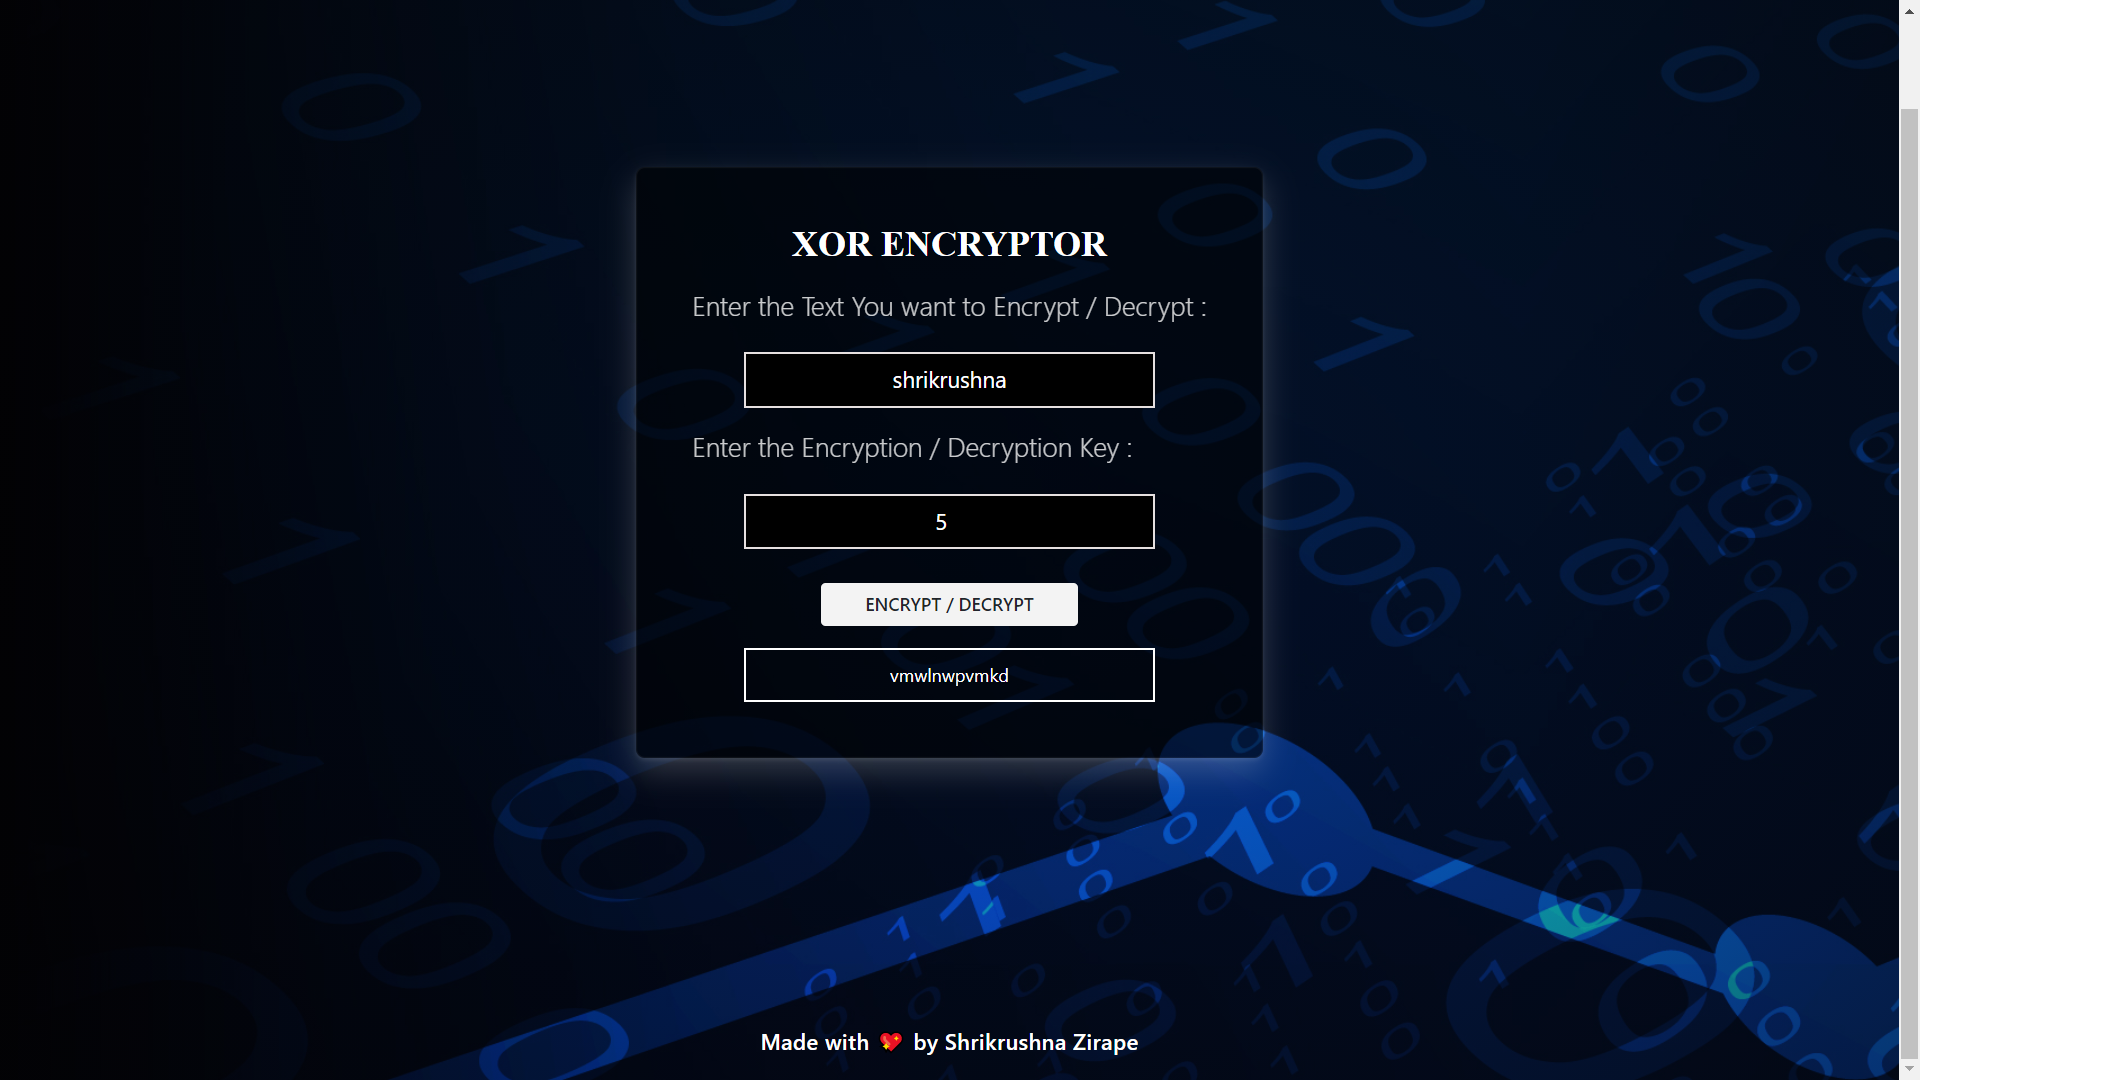 XOR ENCRYPTOR
Enter the Text You want to Encrypt / Decrypt :
shrikrushna
Enter the Encryption / Decryption Key :
5
ENCRYPT / DECRYPT
vmwlnwpvmkd
Made with 💖 by Shrikrushna Zirape